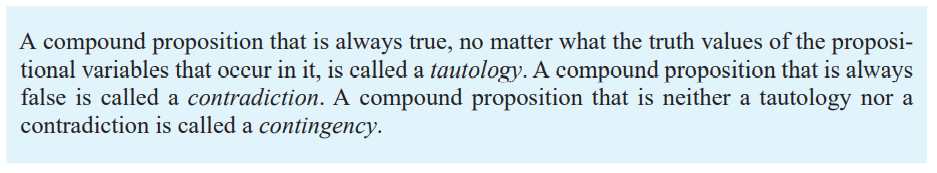 A compound proposition that is always true, no matter what the truth values of the proposi-
tional variables that occur in it, is called a tautology. A compound proposition that is always
false is called a contradiction. A compound proposition that is neither a tautology nor a
contradiction is called a contingency.